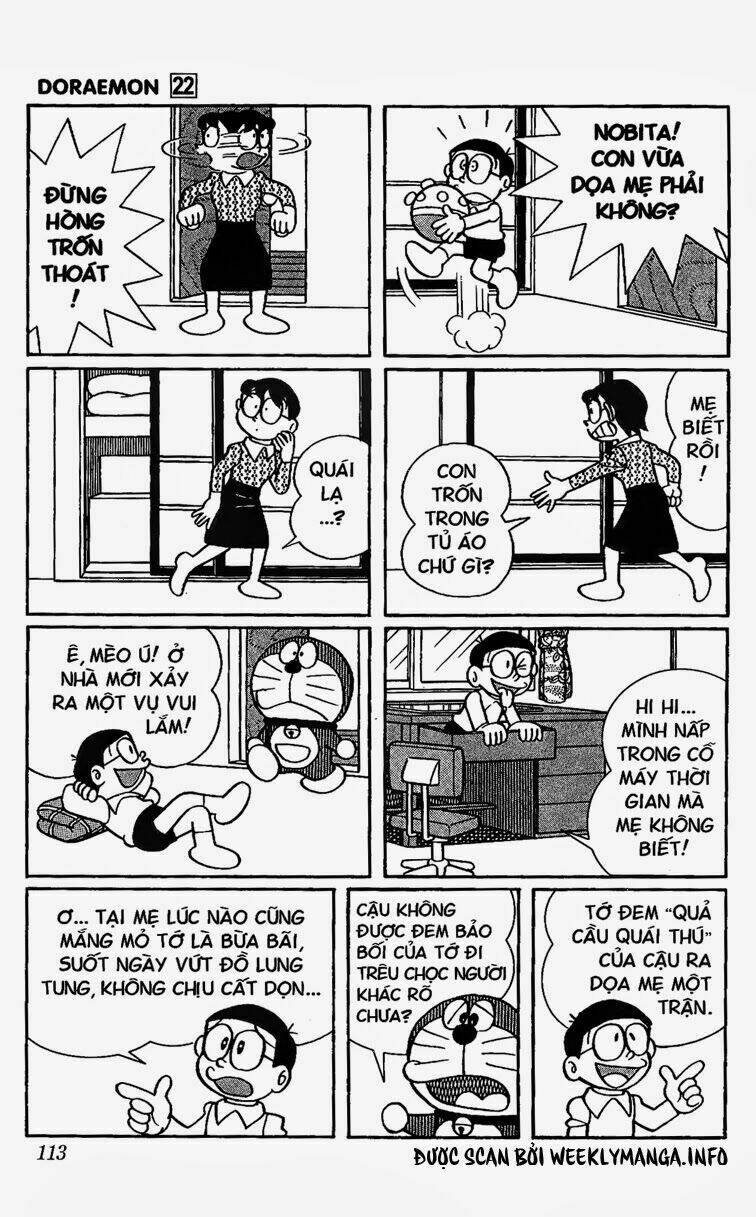 DORAEMON 22
NOBITA!
CON VỪA
DỌA MẸ PHẢI
KHÔNG?
ĐỪNG
HÒNG
TRỐN
THOÁT
!
MẸ
BIẾT
RỒI
!
CON
TRỐN
TRONG
TỦ ÁO
CHỨ GÌ?
QUÁI
LẠ
...?
HI HI...
MÌNH NẤP
TRONG CỖ
MÁY THỜI
GIAN MÀ
MẸ KHÔNG
BIẾT!
Ê, MÈO Ú! Ở
NHÀ MỚI XẢY
RA MỘT VỤ VUI
LẮM!
TỚ ĐEM “QUẢ
CẦU QUÁI THÚ”
CỦA CẬU RA
DỌA MẸ MỘT
TRẬN.
CẬU KHÔNG
ĐƯỢC ĐEM BẢO
BỐI CỦA TỚ ĐI
TRÊU CHỌC NGƯỜI
KHÁC RÕ
CHƯA?
Ơ... TẠI MẸ LÚC NÀO CŨNG
MẮNG MỎ TỚ LÀ BỪA BÃI,
SUỐT NGÀY VỨT ĐỒ LUNG
TUNG, KHÔNG CHỊU CẤT DỌN...
113
ĐƯỢC SCAN BỞI WEEKLYMANGA.INFO